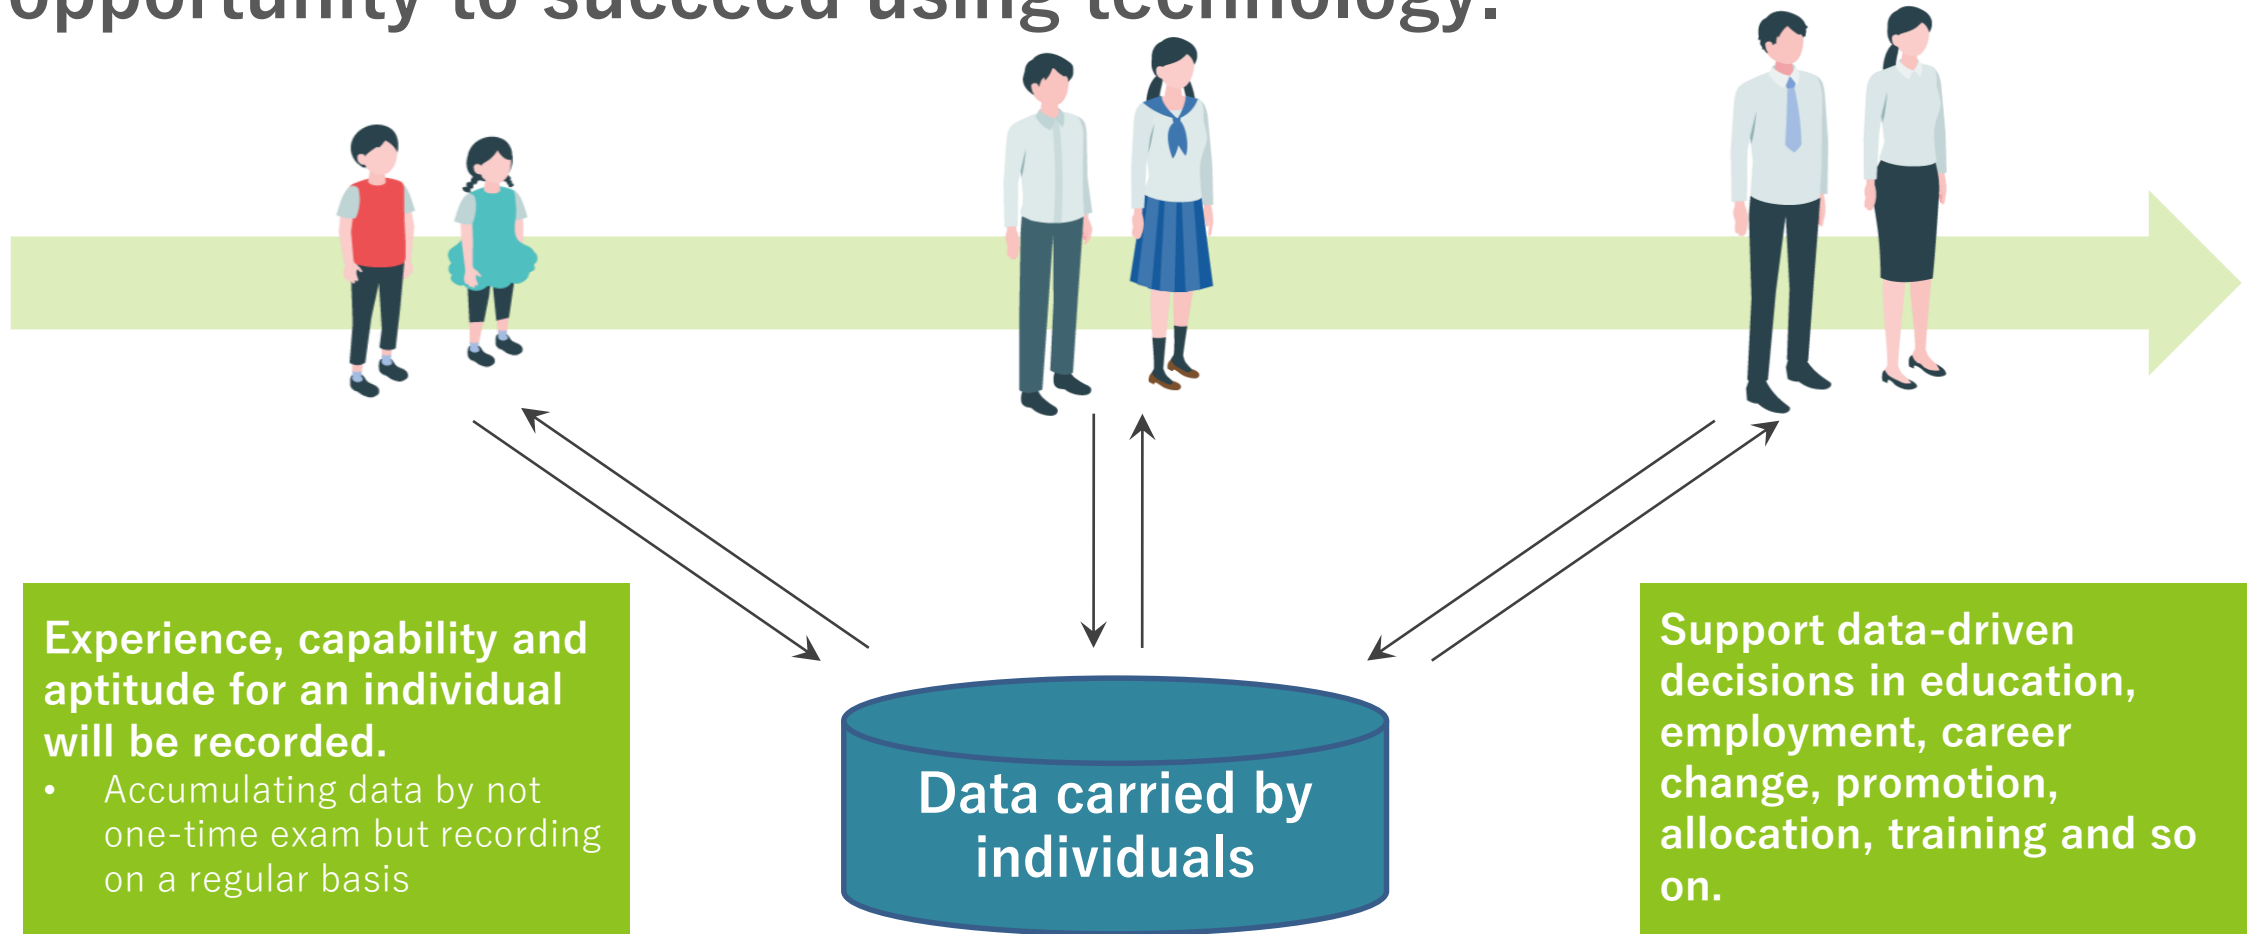 opportunity to succeed using technology.
Experience, capability and
aptitude for an individual
will be recorded.
• Accumulating data by not
one-time exam but recording
on a regular basis
Data carried by
individuals
Support data-driven
decisions in education,
employment, career
change, promotion,
allocation, training and so
on.